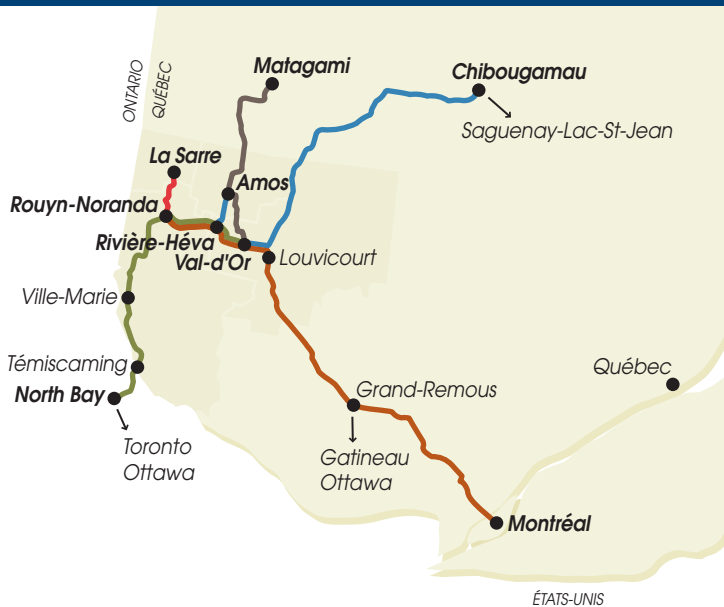 ONTARIO
QUÉBEC
Matagami
Chibougamau
Saguenay-Lac-St-Jean
La Sarre
Amos
Rouyn-Noranda
Rivière-Héva
Val-d'Or
Louvicourt
Ville-Marie
Témiscaming
North Bay
Toronto
Ottawa
Grand-Remous
Gatineau
Ottawa
Québec
Montréal
ÉTATS-UNIS